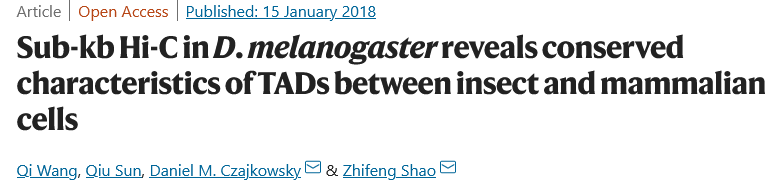 Article | Open Access | Published: 15 January 2018
Sub-kb Hi-C in D. melanogaster reveals conserved
characteristics of TADs between insect and mammalian
cells
Qi Wang, Qiu Sun, Daniel M. Czajkowsky & Zhifeng Shao